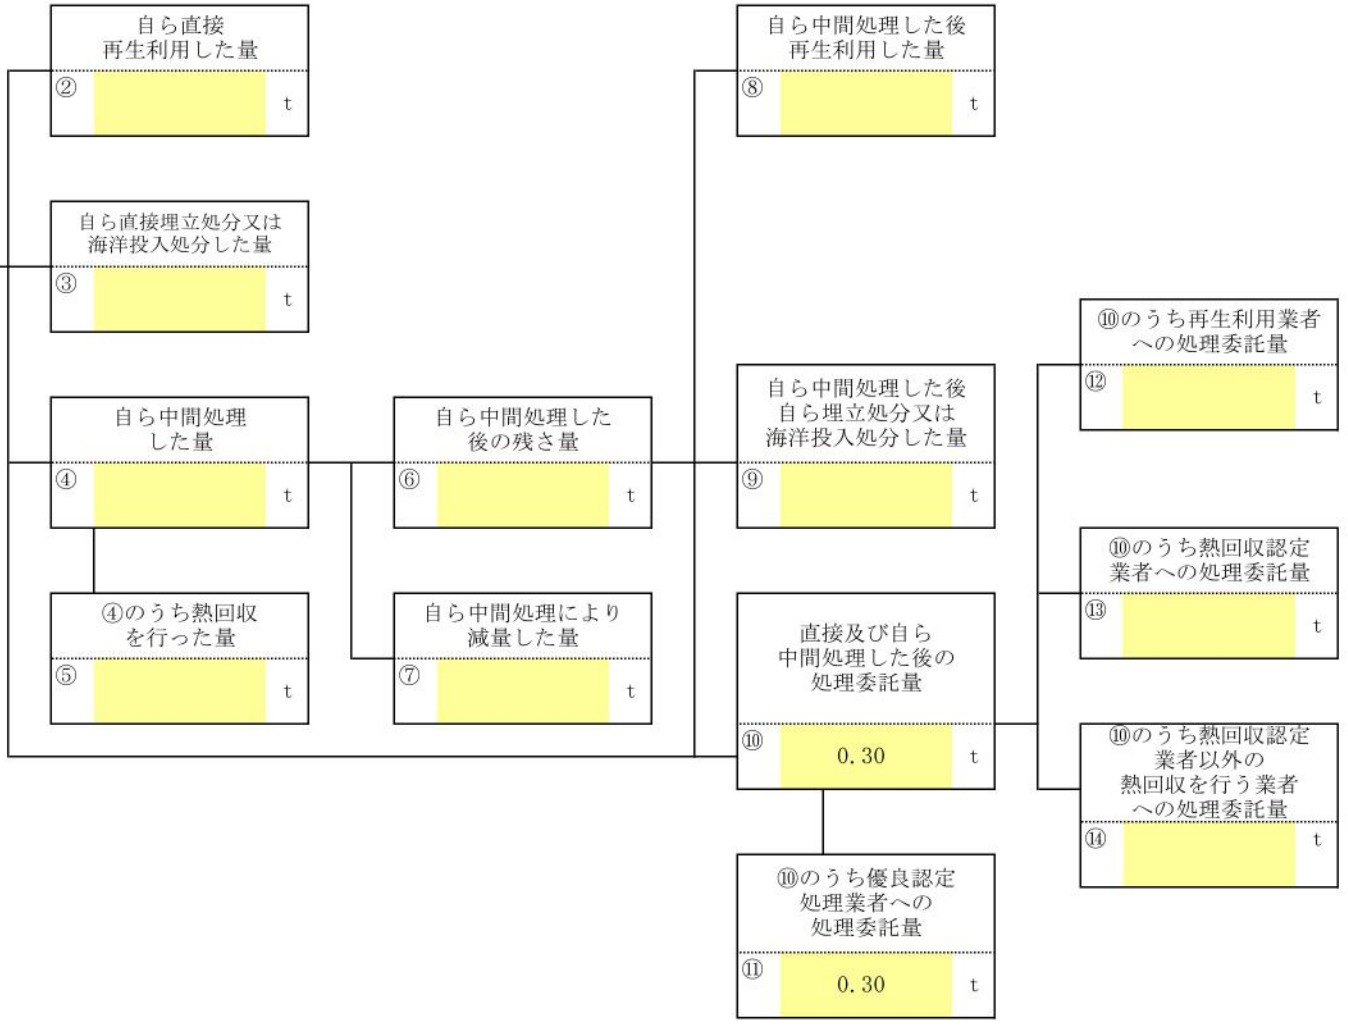 自ら直接
再生利用した量
② t
自ら中間処理した後
再生利用した量
⑧ t
自ら直接埋立処分又は
海洋投入処分した量
③ t
⑩のうち再生利用業者
への処理委託量
⑫ t
自ら中間処理
した量
④ t
自ら中間処理した
後の残さ量
⑥ t
自ら中間処理した後
自ら埋立処分又は
海洋投入処分した量
⑨ t
⑩のうち熱回収認定
業者への処理委託量
⑬ t
④のうち熱回収
を行った量
⑤ t
自ら中間処理により
減量した量
⑦ t
直接及び自ら
中間処理した後の
処理委託量
⑩ 0.30 t
⑩のうち熱回収認定
業者以外の
熱回収を行う業者
への処理委託量
⑭ t
⑩のうち優良認定
処理業者への
処理委託量
⑪ 0.30 t